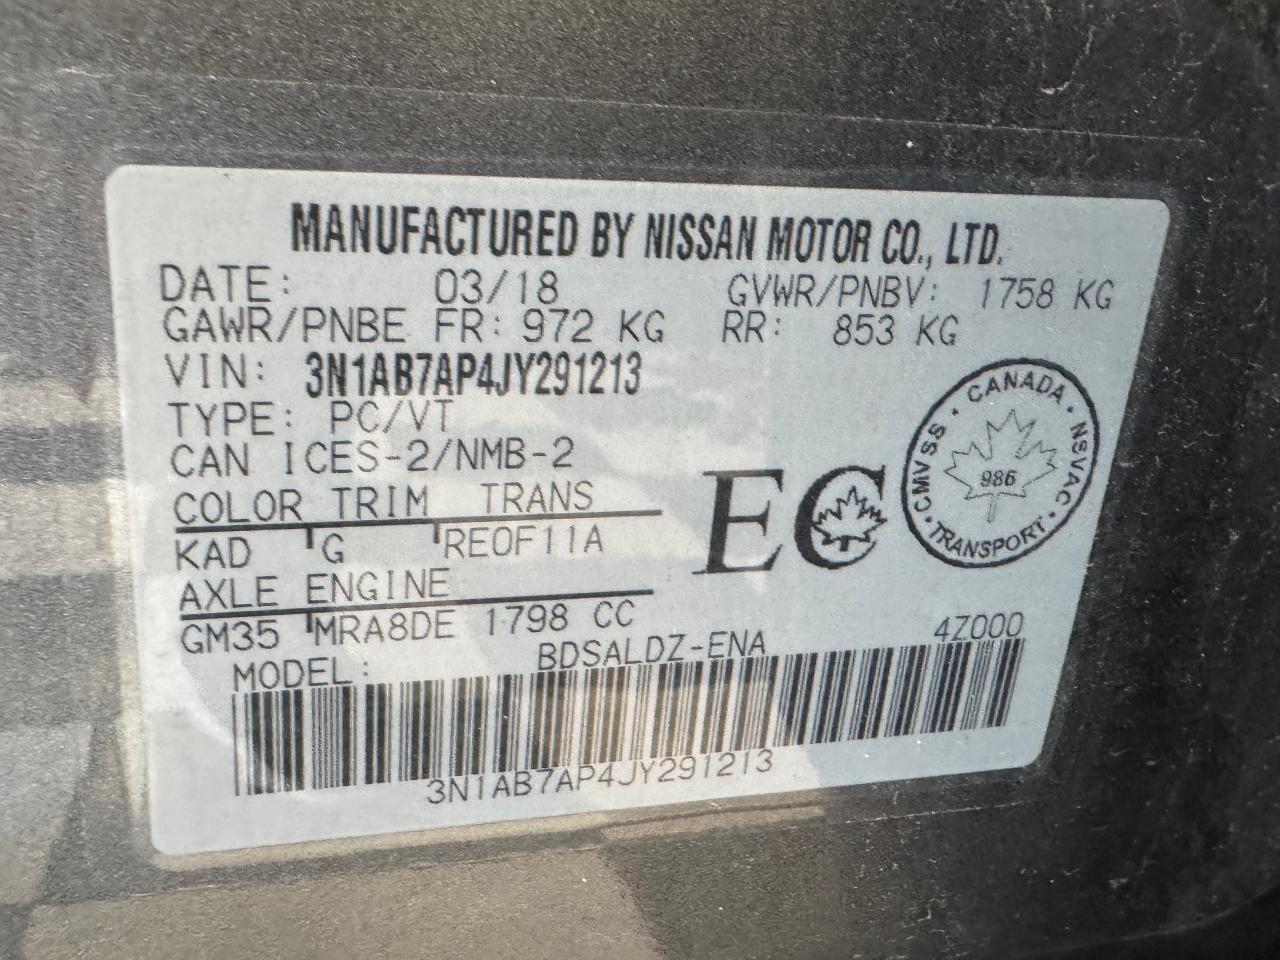 MANUFACTURED BY NISSAN MOTOR CO., LTD.
DATE: 03/18 GVWR/PNBV: 1758 KG
GAWR/PNBE FR: 972 KG RR: 853 KG
VIN: 3N1AB7AP4JY291213
TYPE: PC/VT
CAN ICES-2/NMB-2
COLOR TRIM TRANS
KAD G RE0F11A
AXLE ENGINE
GM35 MRA8DE 1798 CC
MODEL: BDSALDZ-ENA 4Z000
3N1AB7AP4JY291213
EC
CANADA · NSVAC · TRANSPORT · CMVSS ·
986